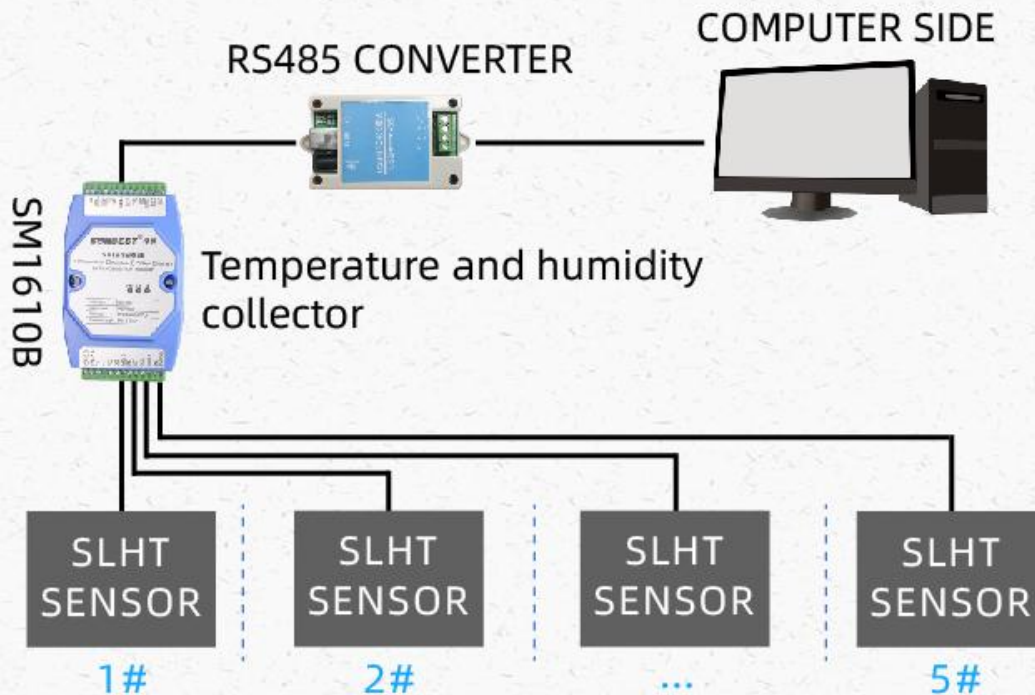 COMPUTER SIDE
RS485 CONVERTER
SM1610B
Temperature and humidity
collector
SLHT
SENSOR
SLHT
SENSOR
SLHT
SENSOR
SLHT
SENSOR
1#
2#
...
5#